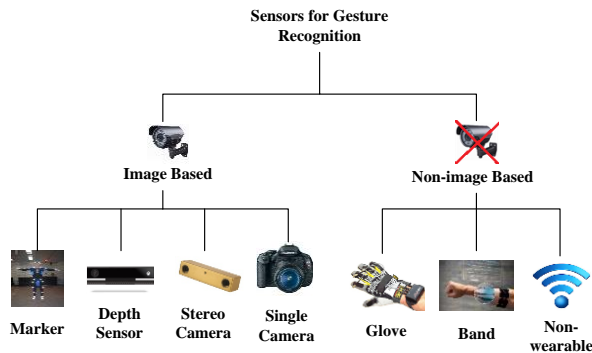 Sensors for Gesture
Recognition
Image Based
Non-image Based
Marker
Depth
Sensor
Stereo
Camera
Single
Camera
Glove
Band
Non-
wearable